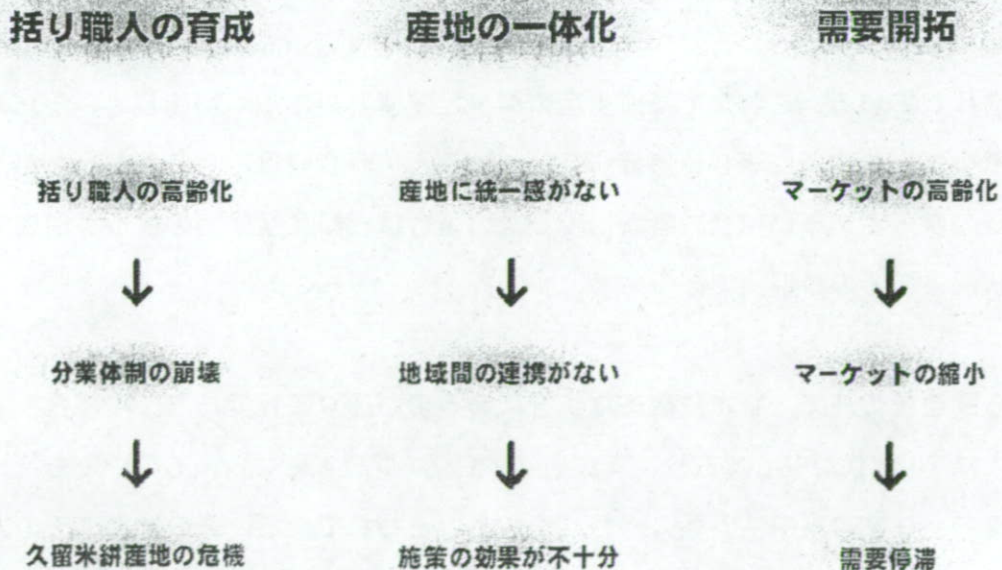 括り職人の育成
括り職人の高齢化
↓
分業体制の崩壊
↓
久留米絣産地の危機
産地の一体化
産地に統一感がない
↓
地域間の連携がない
↓
施策の効果が不十分
需要開拓
マーケットの高齢化
↓
マーケットの縮小
↓
需要停滞